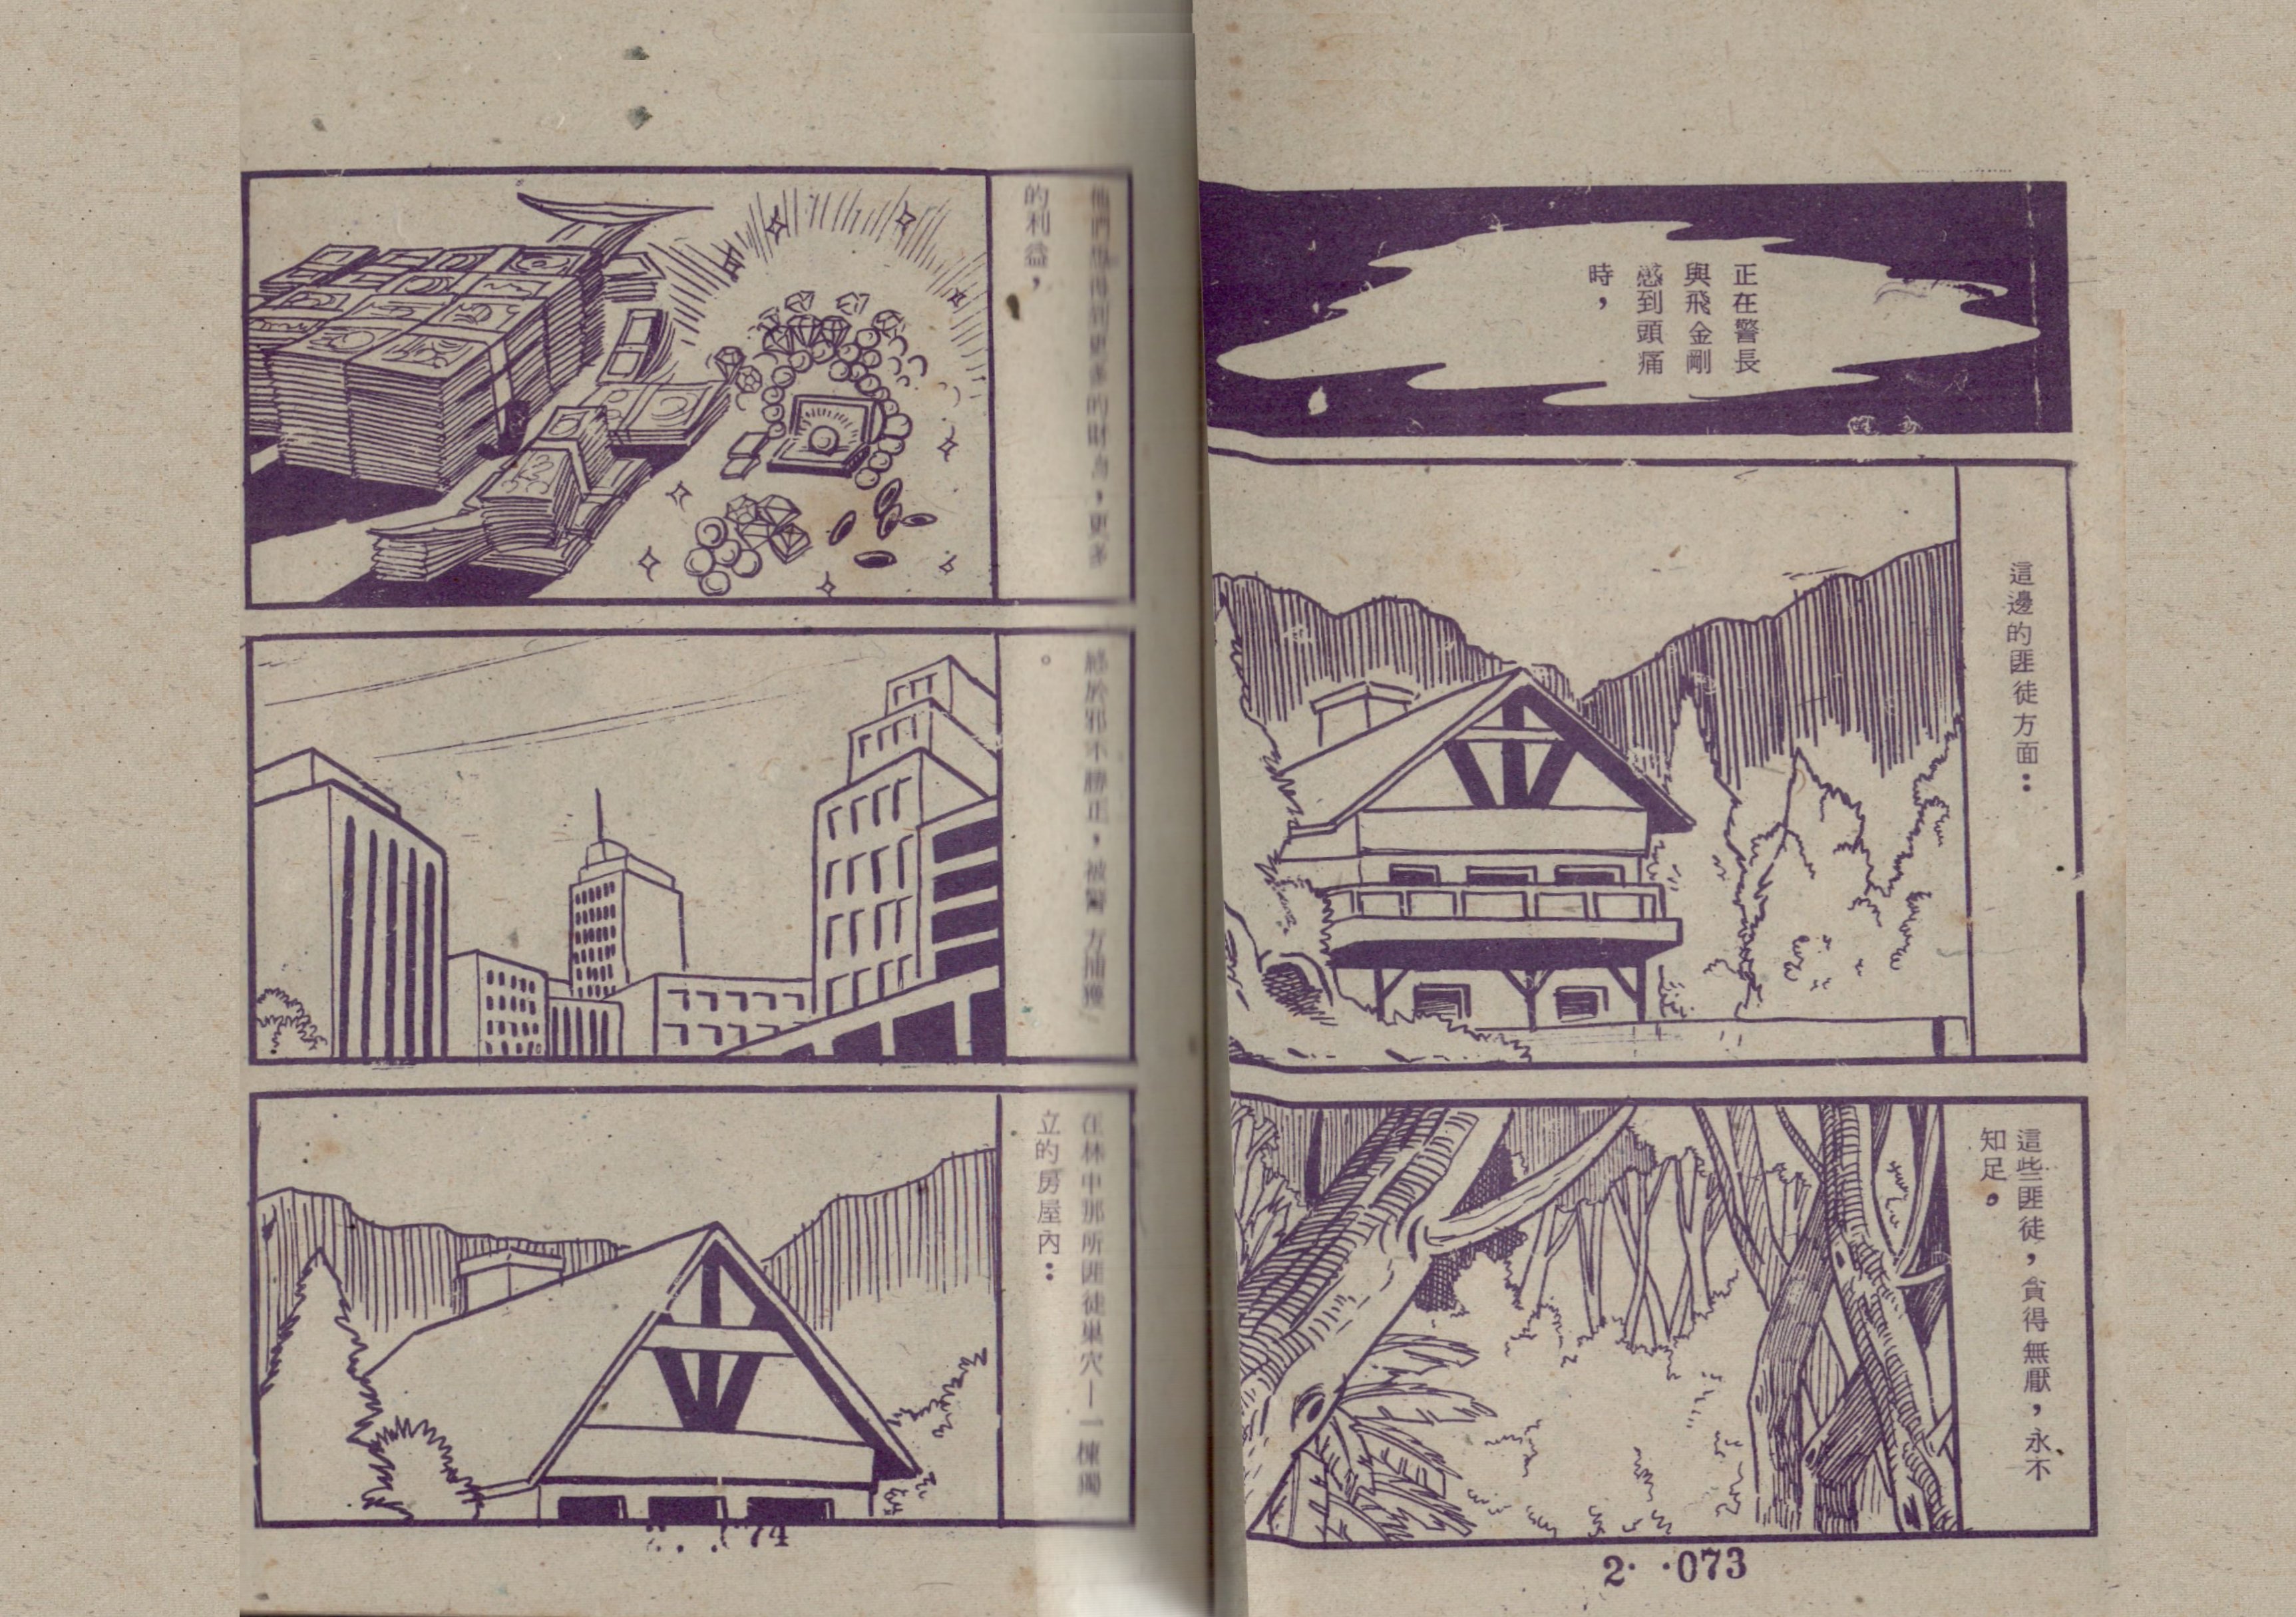 正在警長
與飛金剛
感到頭痛
時，
這邊的匪徒方面：
這些匪徒，貪得無厭，永不
知足。
2··073
他們想得到更多的財富，更多
的利益，
終於邪不勝正，被警方捕獲
。
在林中那所匪徒巢穴—一棟獨
立的房屋內：
74